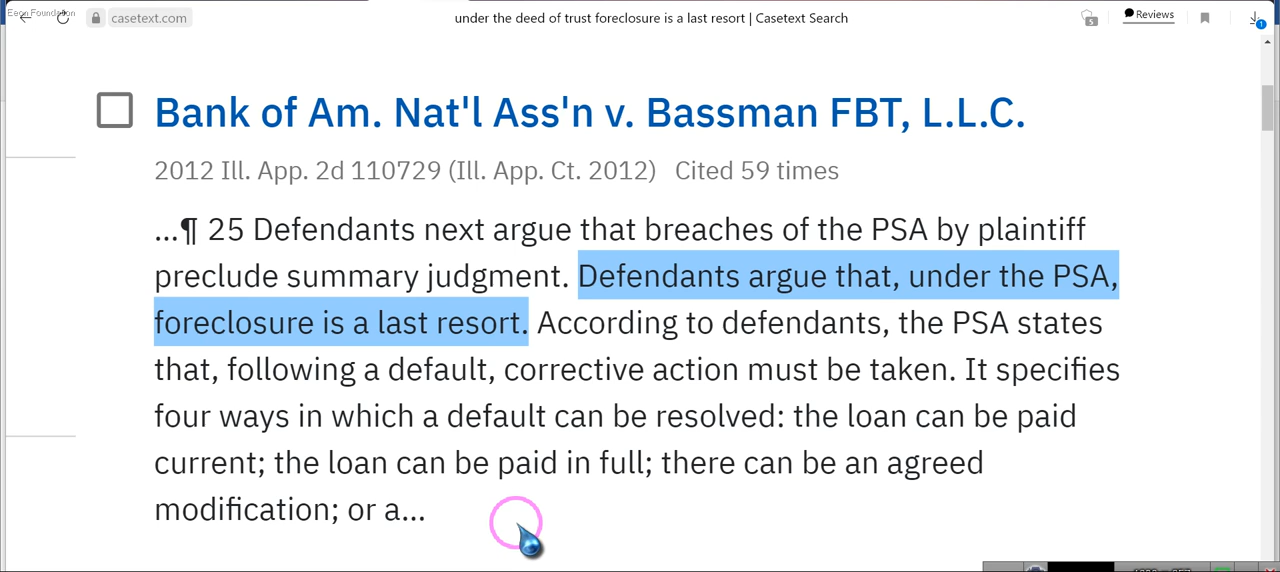 Eeon Foundation
casetext.com
under the deed of trust foreclosure is a last resort | Casetext Search
5
Reviews
1
Bank of Am. Nat'l Ass'n v. Bassman FBT, L.L.C.
2012 Ill. App. 2d 110729 (Ill. App. Ct. 2012) Cited 59 times
...¶ 25 Defendants next argue that breaches of the PSA by plaintiff
preclude summary judgment. Defendants argue that, under the PSA,
foreclosure is a last resort. According to defendants, the PSA states
that, following a default, corrective action must be taken. It specifies
four ways in which a default can be resolved: the loan can be paid
current; the loan can be paid in full; there can be an agreed
modification; or a...